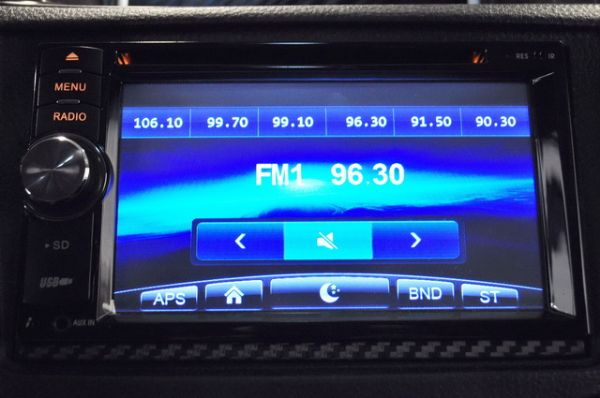 RES IR
MENU
RADIO
106.10 99.70 99.10 96.30 91.50 90.30
FM1 96.30
SD
USB
AUX IN
APS BND ST